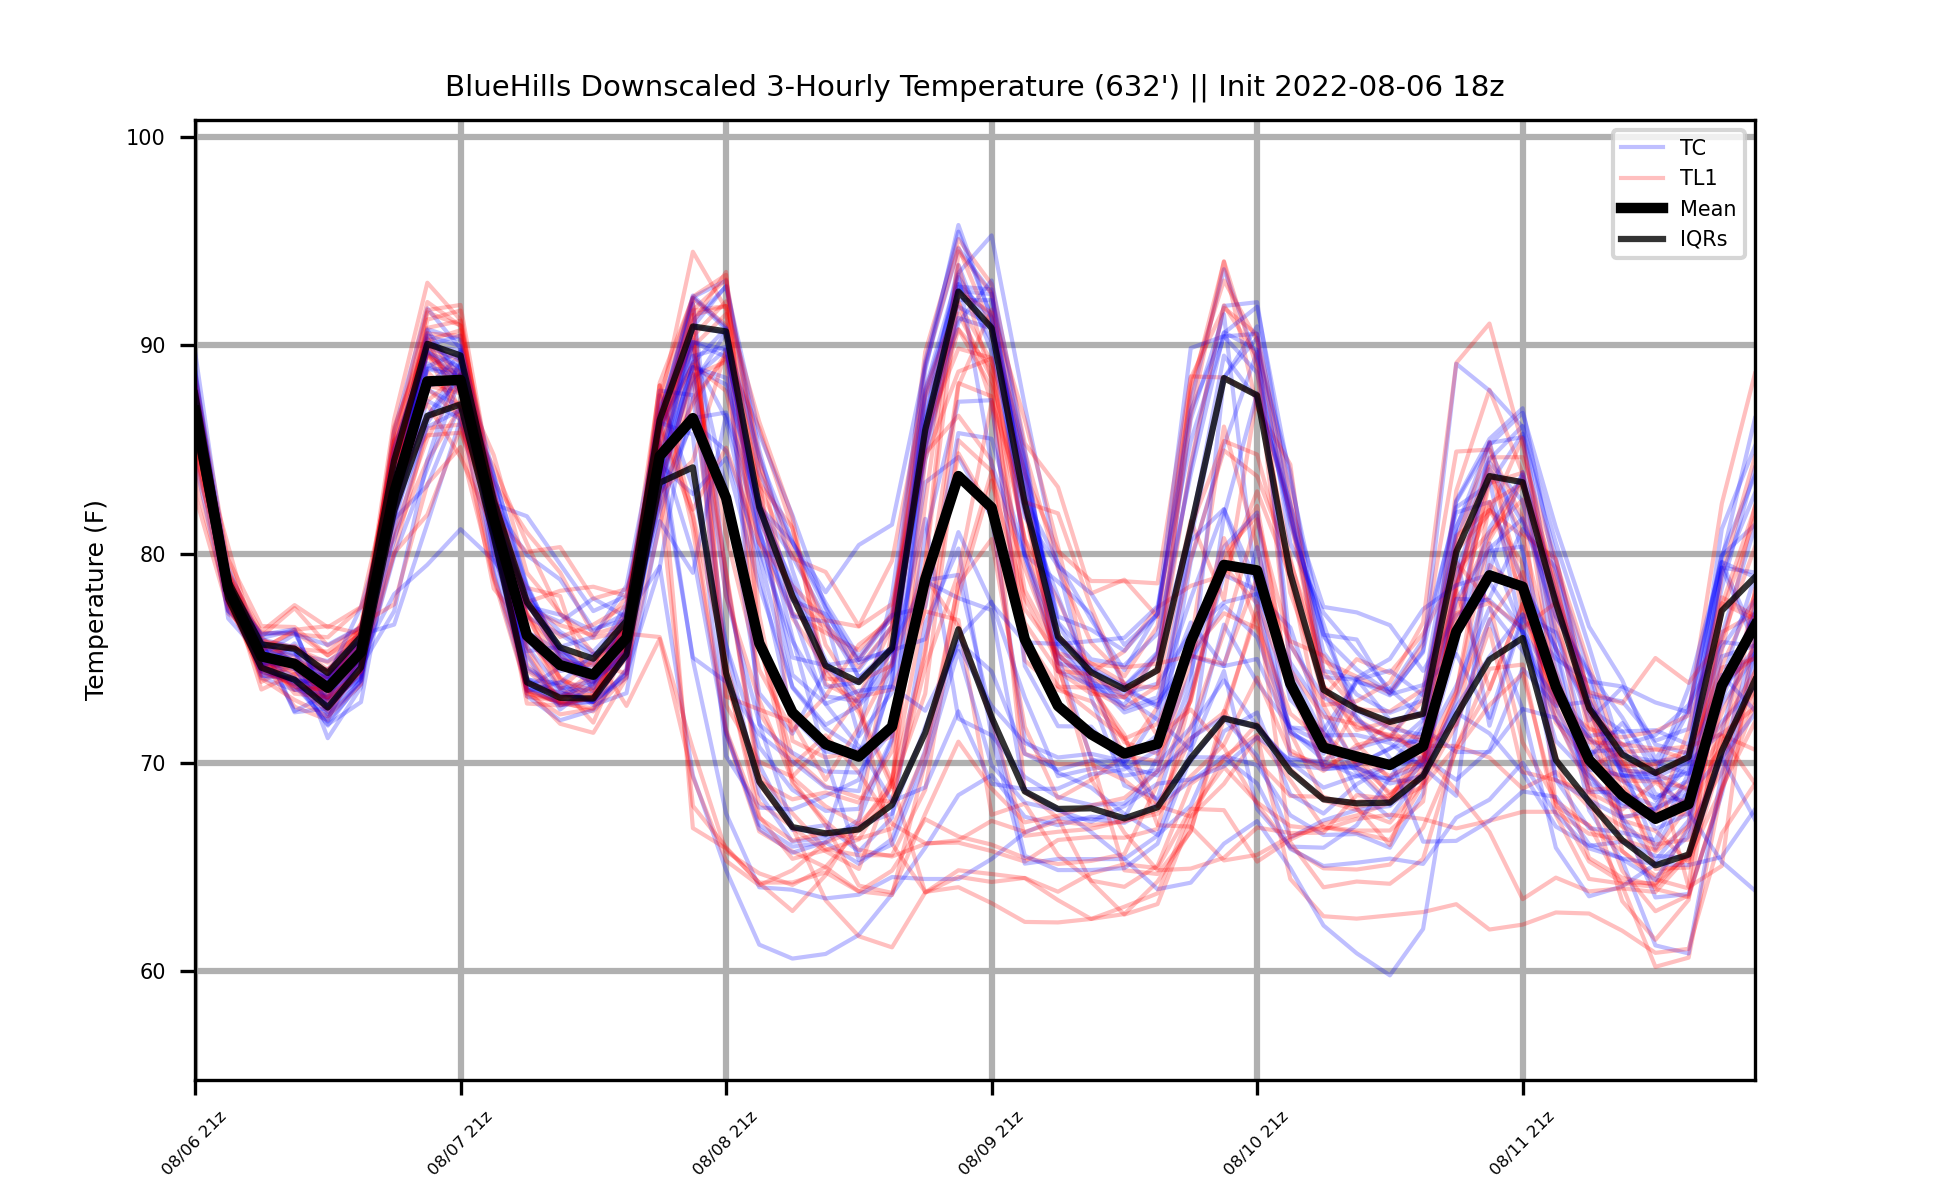 BlueHills Downscaled 3-Hourly Temperature (632') || Init 2022-08-06 18z
100
90
80
70
60
Temperature (F)
TC
TL1
Mean
IQRs
08/06 21z
08/07 21z
08/08 21z
08/09 21z
08/10 21z
08/11 21z